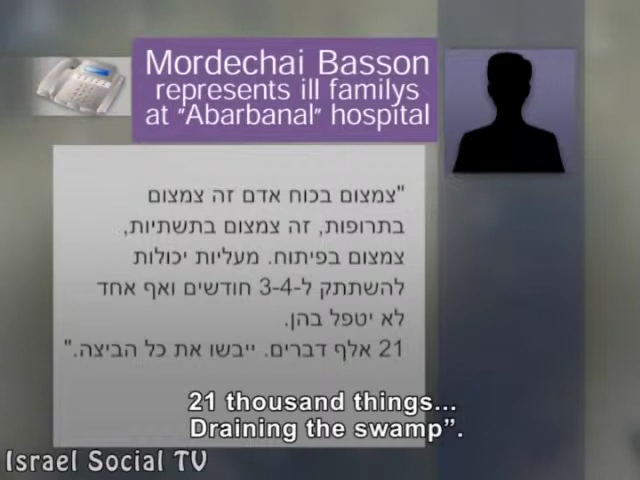 Mordechai Basson
represents ill familys
at "Abarbanal" hospital
"צמצום בכוח אדם זה צמצום
בתרופות, זה צמצום בתשתיות,
צמצום בפיתוח. מעליות יכולות
להשתתק ל-3-4 חודשים ואף אחד
לא יטפל בהן.
21 אלף דברים. ייבשו את כל הביצה."
21 thousand things...
Draining the swamp".
Israel Social TV